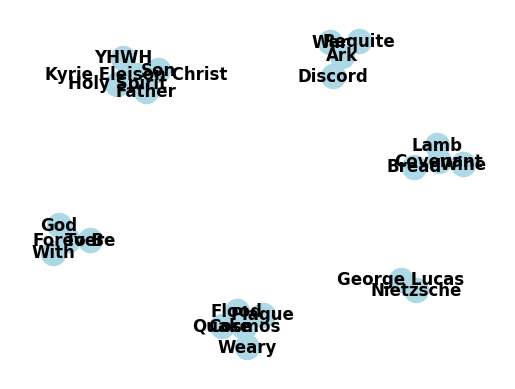 YHWH
Son
Kyrie Eleison Christ
Holy Spirit
Father
War
Requite
Ark
Discord
Lamb
Covenant
Bread
Wine
God
Forever
To Be
With
George Lucas
Nietzsche
Flood
Plague
Quake
Cosmos
Weary